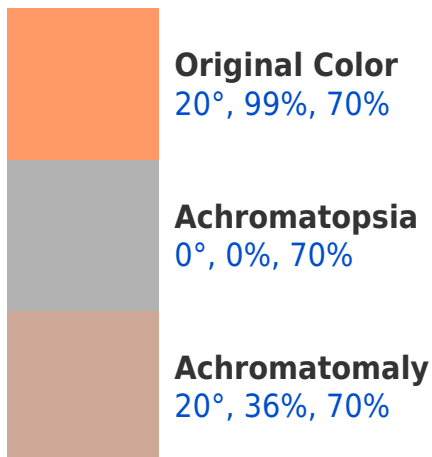 Original Color
20°, 99%, 70%
Achromatopsia
0°, 0%, 70%
Achromatomaly
20°, 36%, 70%